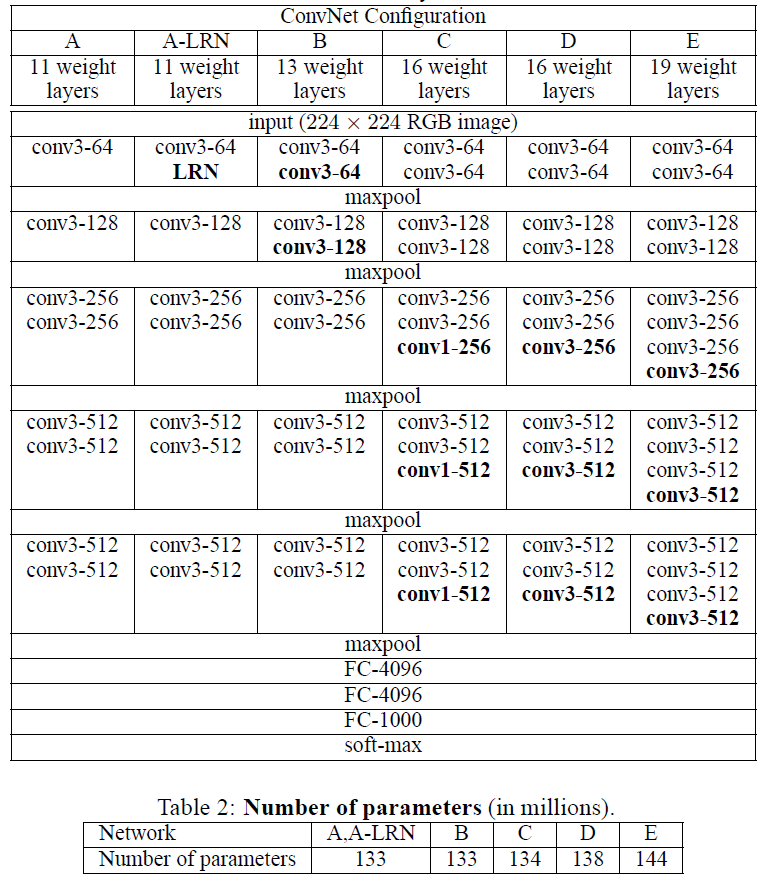 ConvNet Configuration
A A-LRN B C D E
11 weight 11 weight 13 weight 16 weight 16 weight 19 weight
layers layers layers layers layers layers
input (224 × 224 RGB image)
conv3-64 conv3-64 conv3-64 conv3-64 conv3-64 conv3-64
LRN conv3-64 conv3-64 conv3-64 conv3-64
maxpool
conv3-128 conv3-128 conv3-128 conv3-128 conv3-128 conv3-128
conv3-128 conv3-128 conv3-128 conv3-128
maxpool
conv3-256 conv3-256 conv3-256 conv3-256 conv3-256 conv3-256
conv3-256 conv3-256 conv3-256 conv3-256 conv3-256 conv3-256
conv1-256 conv3-256 conv3-256
conv3-256
maxpool
conv3-512 conv3-512 conv3-512 conv3-512 conv3-512 conv3-512
conv3-512 conv3-512 conv3-512 conv3-512 conv3-512 conv3-512
conv1-512 conv3-512 conv3-512
conv3-512
maxpool
conv3-512 conv3-512 conv3-512 conv3-512 conv3-512 conv3-512
conv3-512 conv3-512 conv3-512 conv3-512 conv3-512 conv3-512
conv1-512 conv3-512 conv3-512
conv3-512
maxpool
FC-4096
FC-4096
FC-1000
soft-max
Table 2: Number of parameters (in millions).
Network A,A-LRN B C D E
Number of parameters 133 133 134 138 144